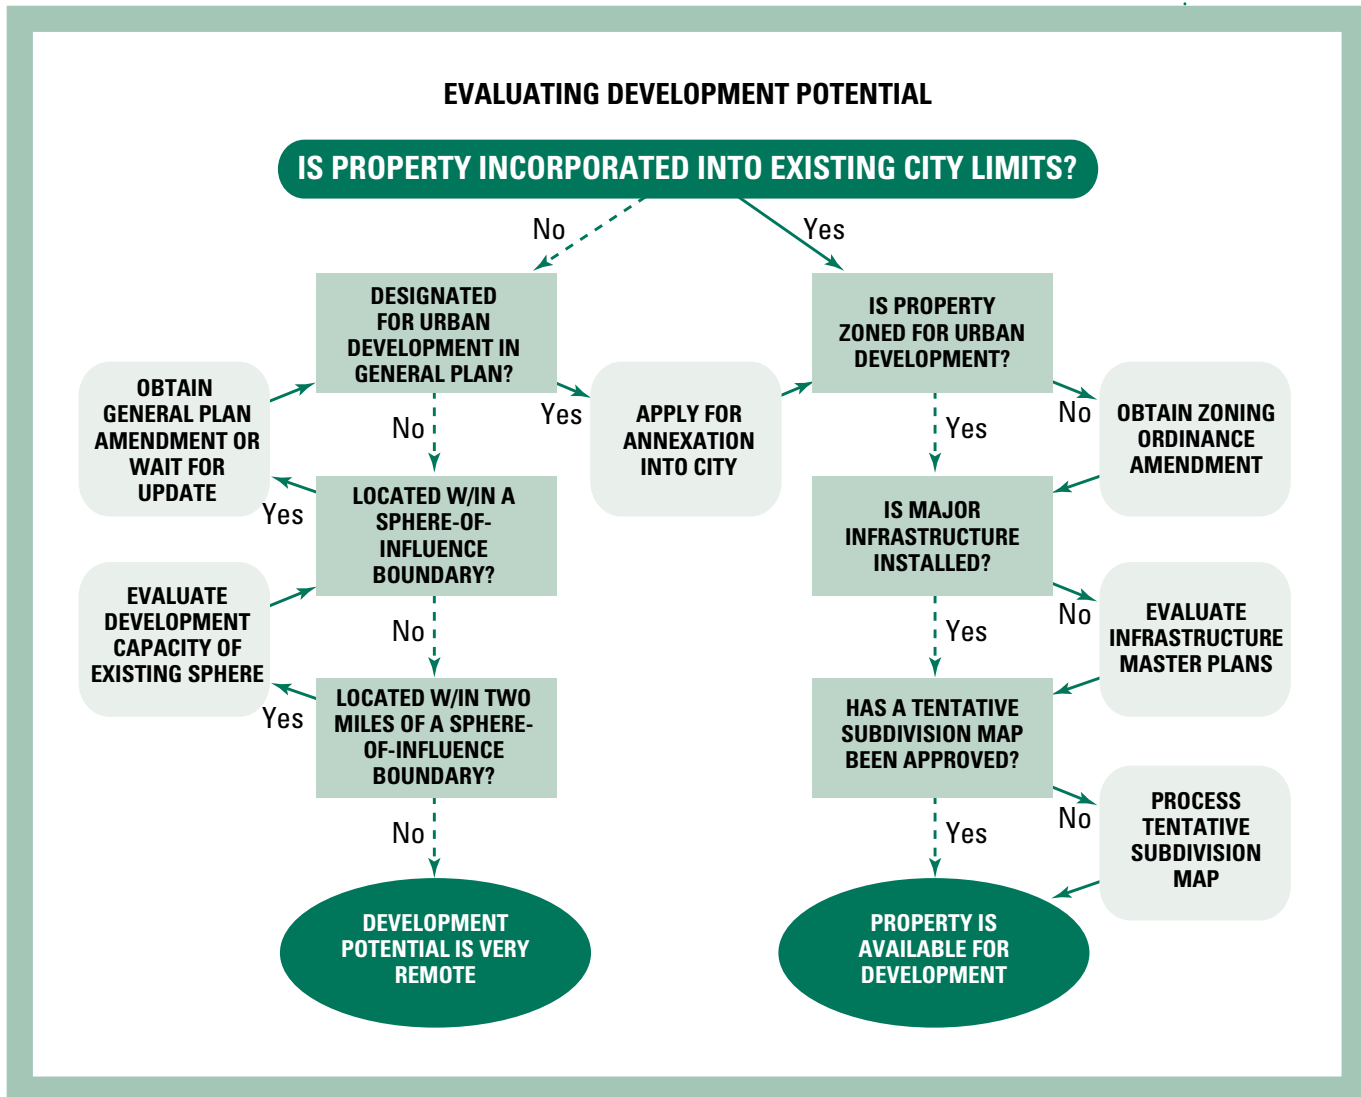 EVALUATING DEVELOPMENT POTENTIAL
IS PROPERTY INCORPORATED INTO EXISTING CITY LIMITS?
No
Yes
DESIGNATED
FOR URBAN
DEVELOPMENT IN
GENERAL PLAN?
IS PROPERTY
ZONED FOR URBAN
DEVELOPMENT?
OBTAIN
GENERAL PLAN
AMENDMENT OR
WAIT FOR
UPDATE
No
Yes
APPLY FOR
ANNEXATION
INTO CITY
Yes
No
OBTAIN ZONING
ORDINANCE
AMENDMENT
Yes
LOCATED W/IN A
SPHERE-OF-
INFLUENCE
BOUNDARY?
IS MAJOR
INFRASTRUCTURE
INSTALLED?
EVALUATE
DEVELOPMENT
CAPACITY OF
EXISTING SPHERE
No
Yes
No
EVALUATE
INFRASTRUCTURE
MASTER PLANS
Yes
LOCATED W/IN TWO
MILES OF A SPHERE-
OF-INFLUENCE
BOUNDARY?
HAS A TENTATIVE
SUBDIVISION MAP
BEEN APPROVED?
No
Yes
No
PROCESS
TENTATIVE
SUBDIVISION
MAP
DEVELOPMENT
POTENTIAL IS VERY
REMOTE
PROPERTY IS
AVAILABLE FOR
DEVELOPMENT